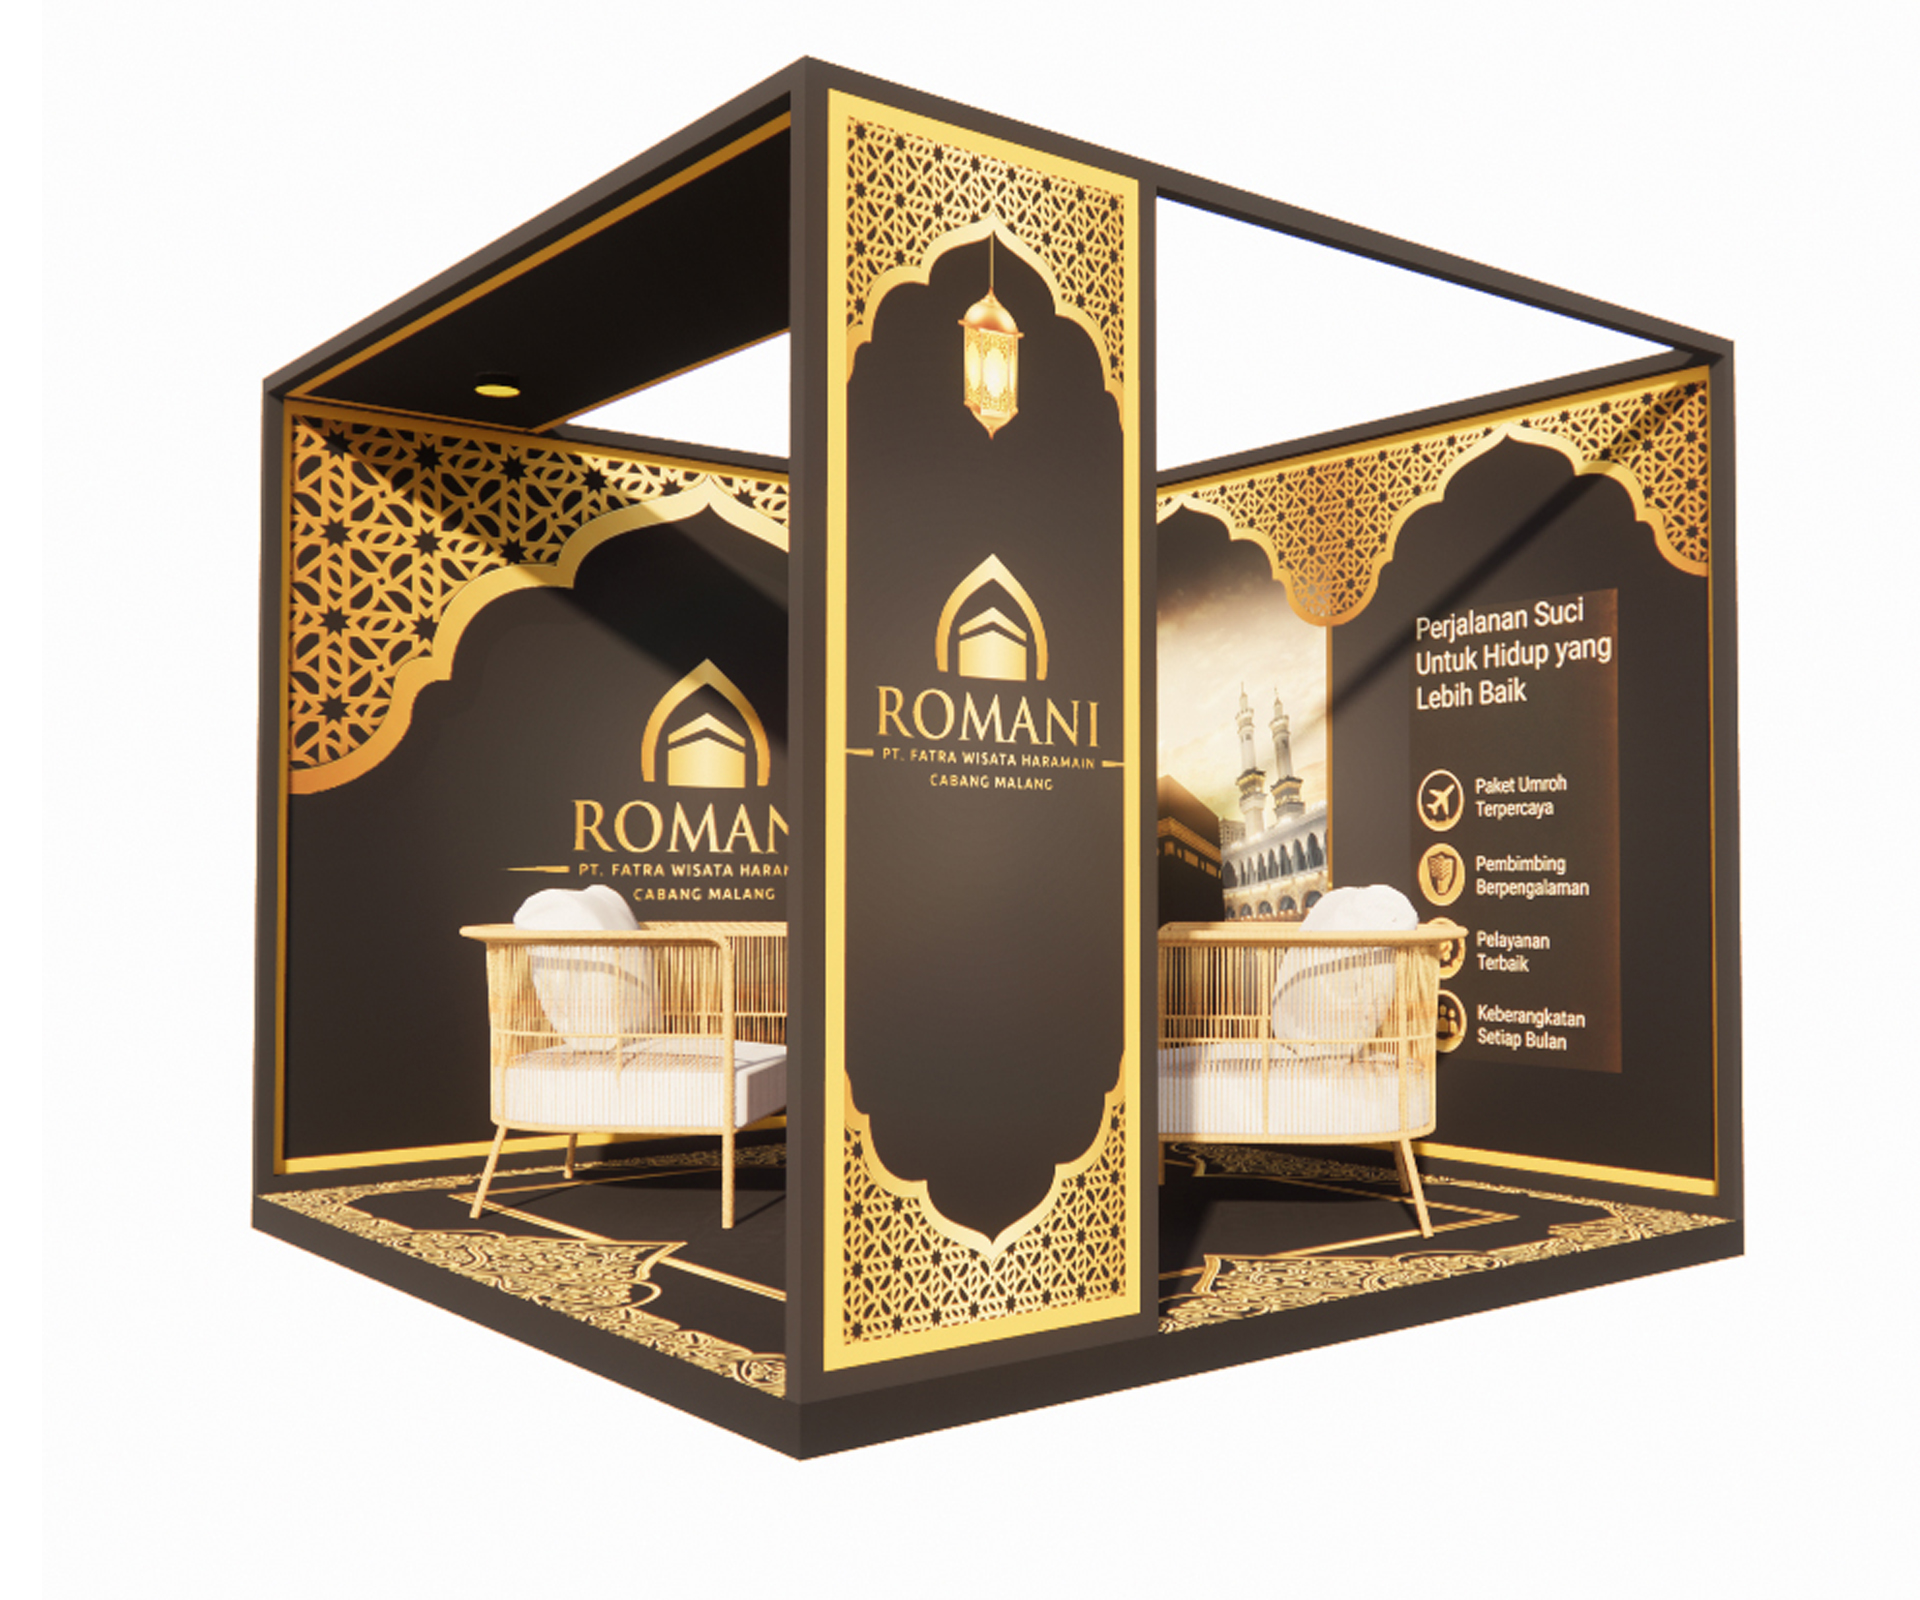 ROMANI
PT. FATRA WISATA HARAMAIN
CABANG MALANG
ROMAN
PT. FATRA WISATA HARAM
CABANG MALANG
Perjalanan Suci
Untuk Hidup yang
Lebih Baik
Paket Umroh
Terpercaya
Pembimbing
Berpengalaman
Pelayanan
Terbaik
Keberangkatan
Setiap Bulan